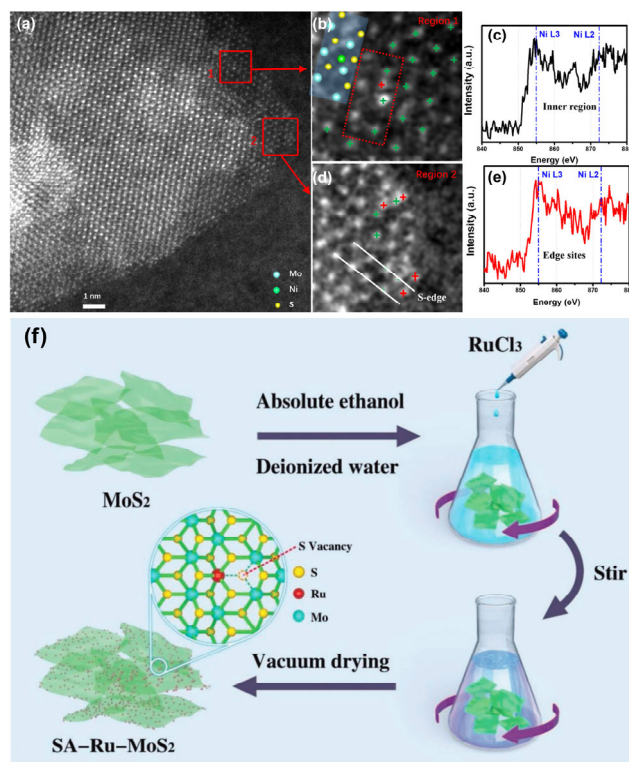 (a)
1
2
Mo
Ni
S
1 nm
(b)
Region 1
(c)
Ni L3
Ni L2
Inner region
Intensity (a.u.)
840
850
860
870
880
Energy (eV)
(d)
Region 2
S-edge
(e)
Ni L3
Ni L2
Edge sites
Intensity (a.u.)
840
850
860
870
880
Energy (eV)
(f)
RuCl3
Absolute ethanol
Deionized water
MoS2
S Vacancy
S
Ru
Mo
Stir
Vacuum drying
SA-Ru-MoS2